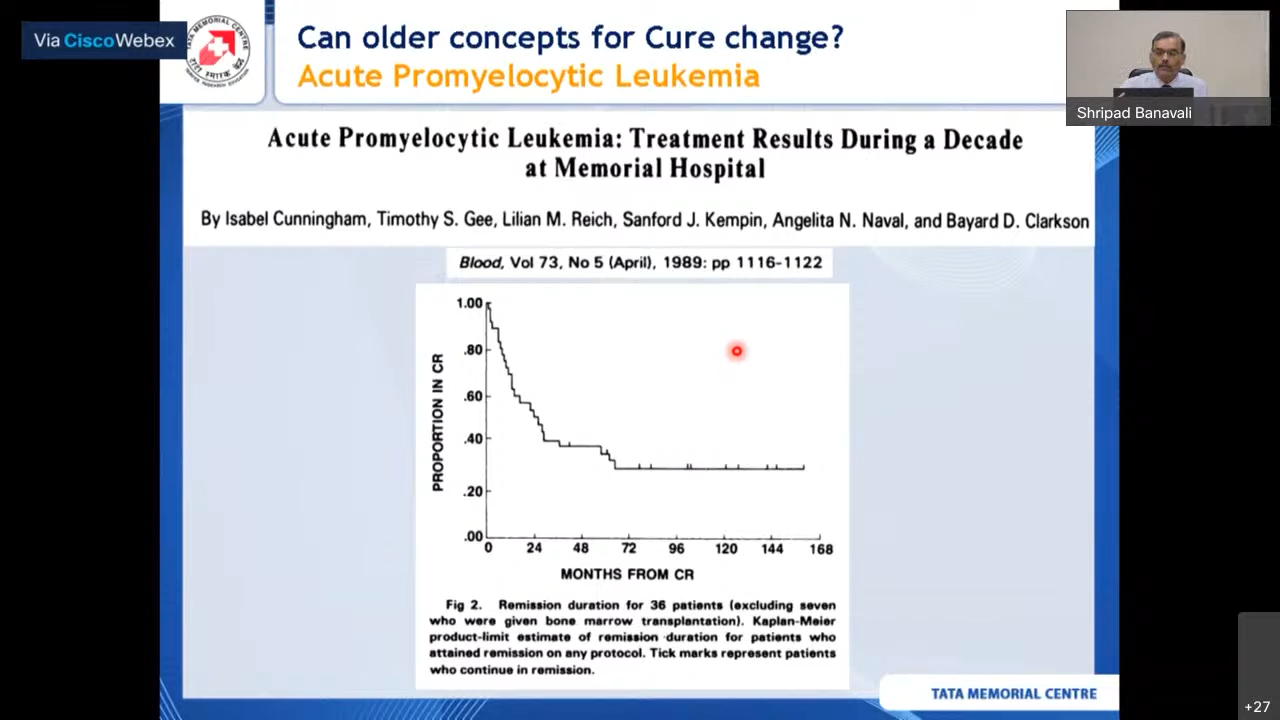 Via Cisco Webex
Can older concepts for Cure change?
Acute Promyelocytic Leukemia
Shripad Banavali
Acute Promyelocytic Leukemia: Treatment Results During a Decade
at Memorial Hospital
By Isabel Cunningham, Timothy S. Gee, Lilian M. Reich, Sanford J. Kempin, Angelita N. Naval, and Bayard D. Clarkson
Blood, Vol 73, No 5 (April), 1989: pp 1116-1122
PROPORTION IN CR
1.00
.80
.60
.40
.20
.00
0 24 48 72 96 120 144 168
MONTHS FROM CR
Fig 2. Remission duration for 36 patients (excluding seven
who were given bone marrow transplantation). Kaplan-Meier
product-limit estimate of remission duration for patients who
attained remission on any protocol. Tick marks represent patients
who continue in remission.
TATA MEMORIAL CENTRE
+27